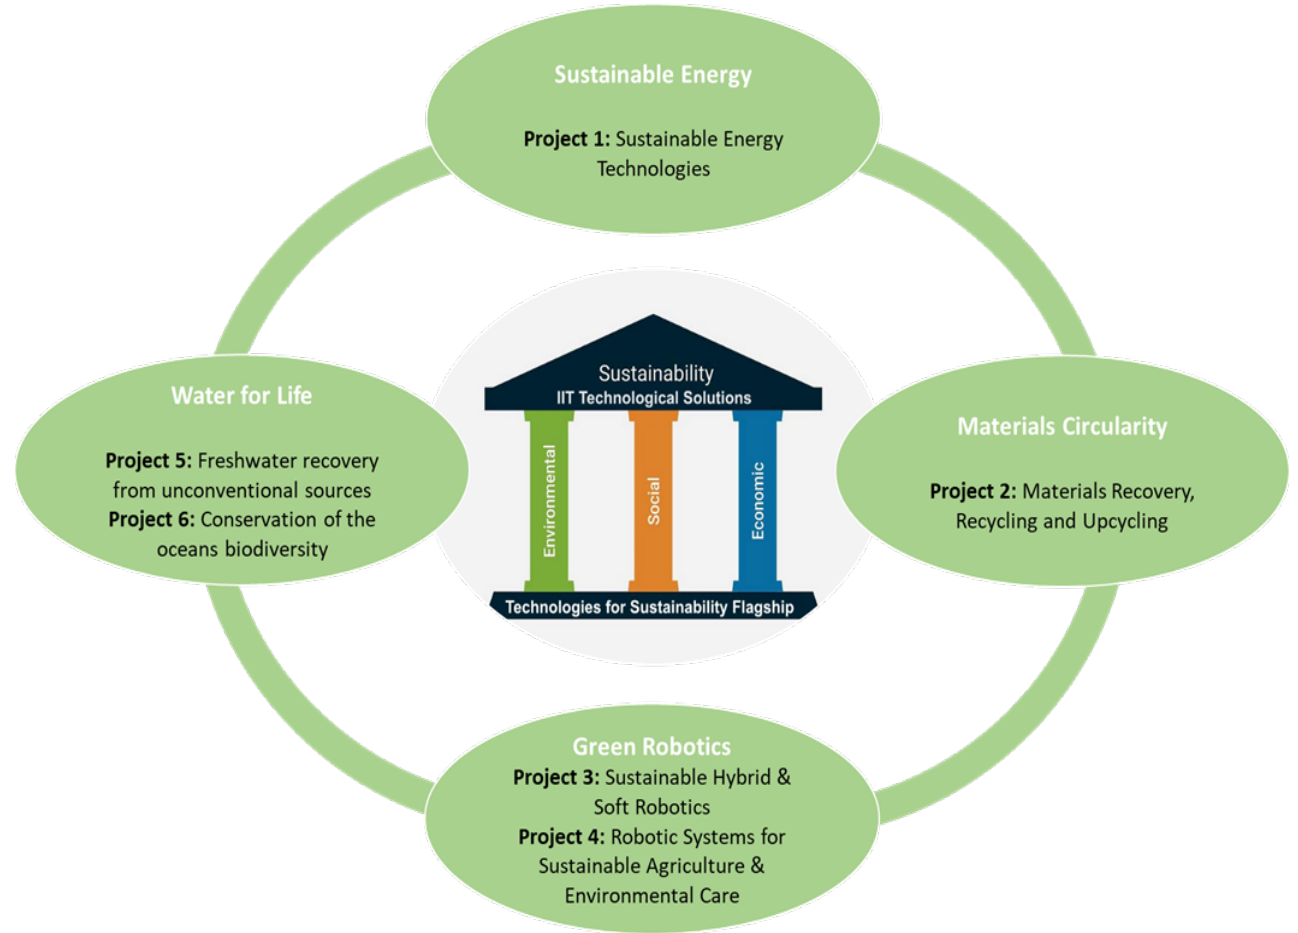 Sustainable Energy
Project 1: Sustainable Energy
Technologies
Water for Life
Project 5: Freshwater recovery
from unconventional sources
Project 6: Conservation of the
oceans biodiversity
Sustainability
IIT Technological Solutions
Environmental
Social
Economic
Technologies for Sustainability Flagship
Materials Circularity
Project 2: Materials Recovery,
Recycling and Upcycling
Green Robotics
Project 3: Sustainable Hybrid &
Soft Robotics
Project 4: Robotic Systems for
Sustainable Agriculture &
Environmental Care